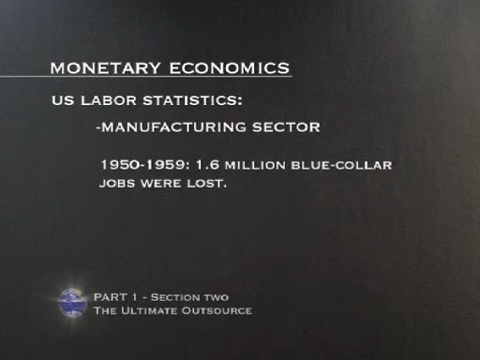 MONETARY ECONOMICS
US LABOR STATISTICS:
-MANUFACTURING SECTOR
1950-1959: 1.6 MILLION BLUE-COLLAR
JOBS WERE LOST.
PART 1 - SECTION TWO
THE ULTIMATE OUTSOURCE